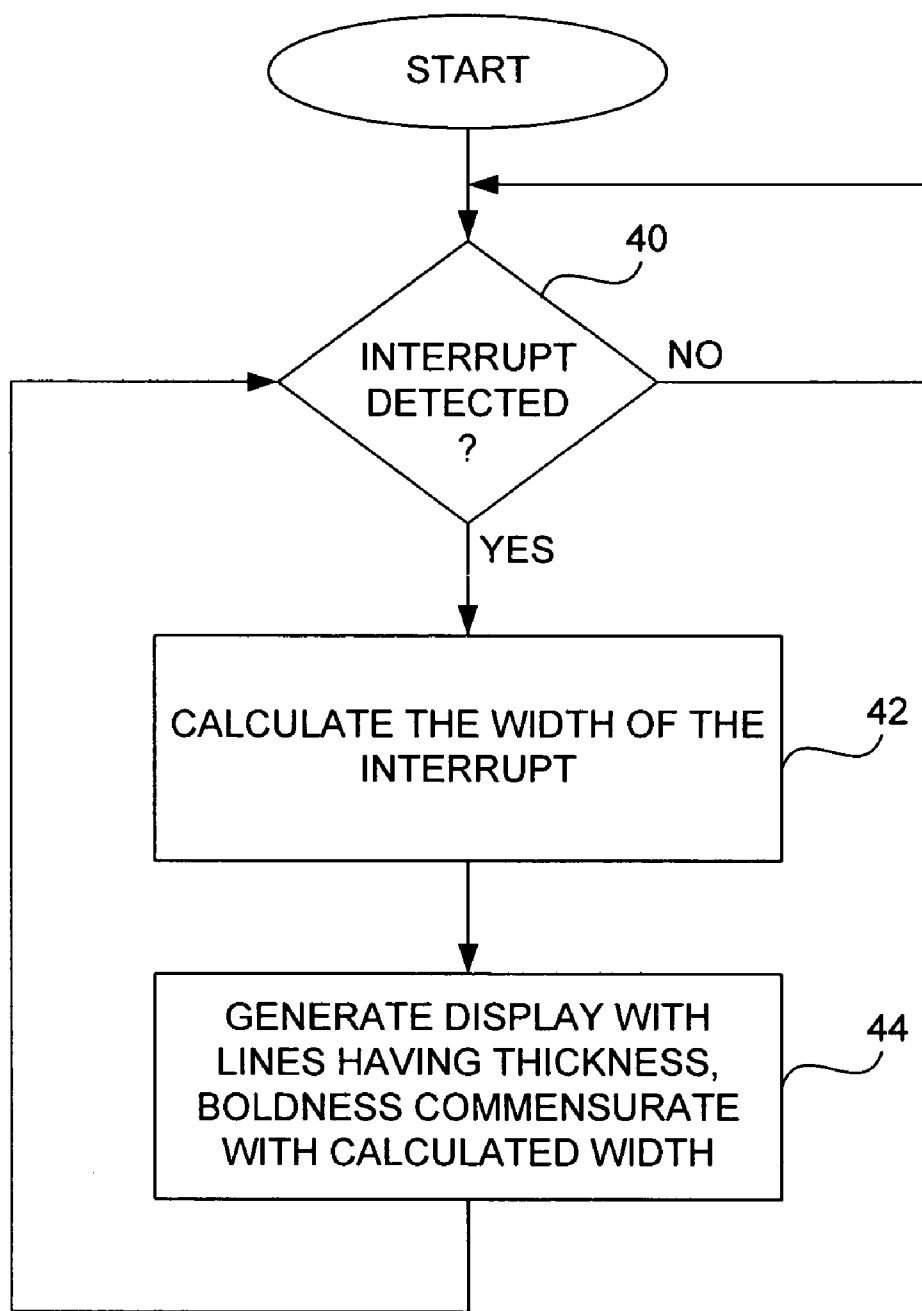 START
40
INTERRUPT
DETECTED
?
NO
YES
CALCULATE THE WIDTH OF THE
INTERRUPT
42
GENERATE DISPLAY WITH
LINES HAVING THICKNESS,
BOLDNESS COMMENSURATE
WITH CALCULATED WIDTH
44